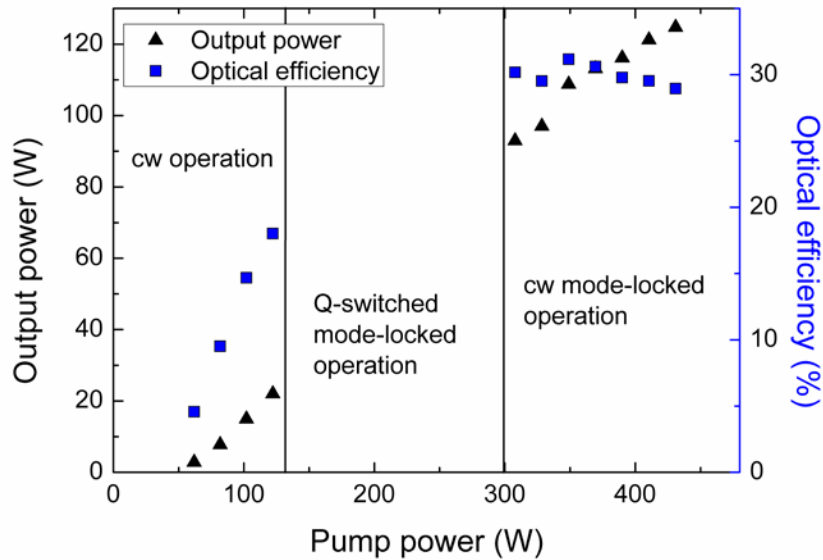 Output power
Optical efficiency
cw operation
Q-switched
mode-locked
operation
cw mode-locked
operation
Output power (W)
120
100
80
60
40
20
0
Optical efficiency (%)
30
20
10
0
0
100
200
300
400
Pump power (W)